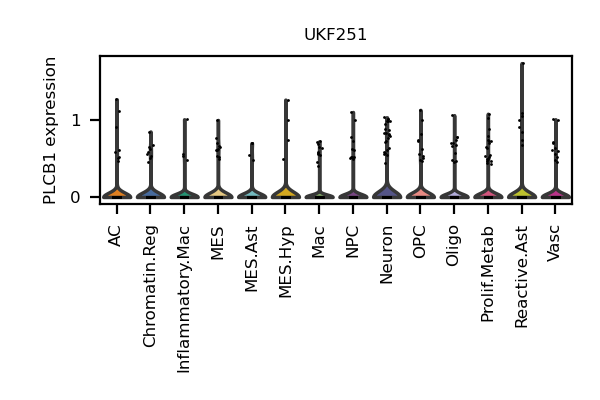 UKF251
PLCB1 expression
1
0
AC
Chromatin.Reg
Inflammatory.Mac
MES
MES.Ast
MES.Hyp
Mac
NPC
Neuron
OPC
Oligo
Prolif.Metab
Reactive.Ast
Vasc